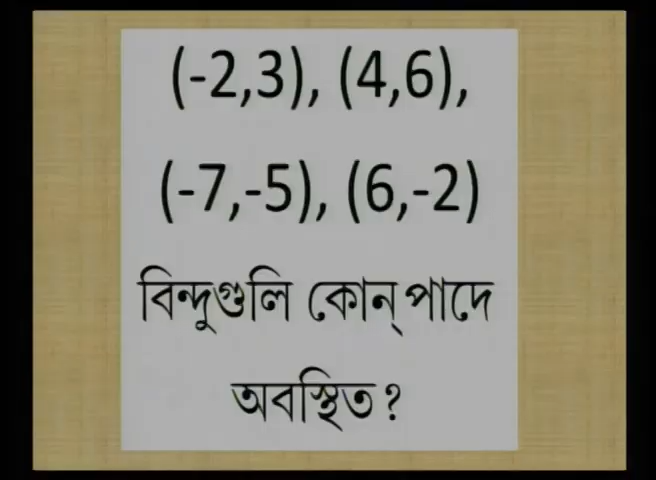 (-2,3), (4,6),
(-7,-5), (6,-2)
বিন্দুগুলি কোন্ পাদে
অবস্থিত?